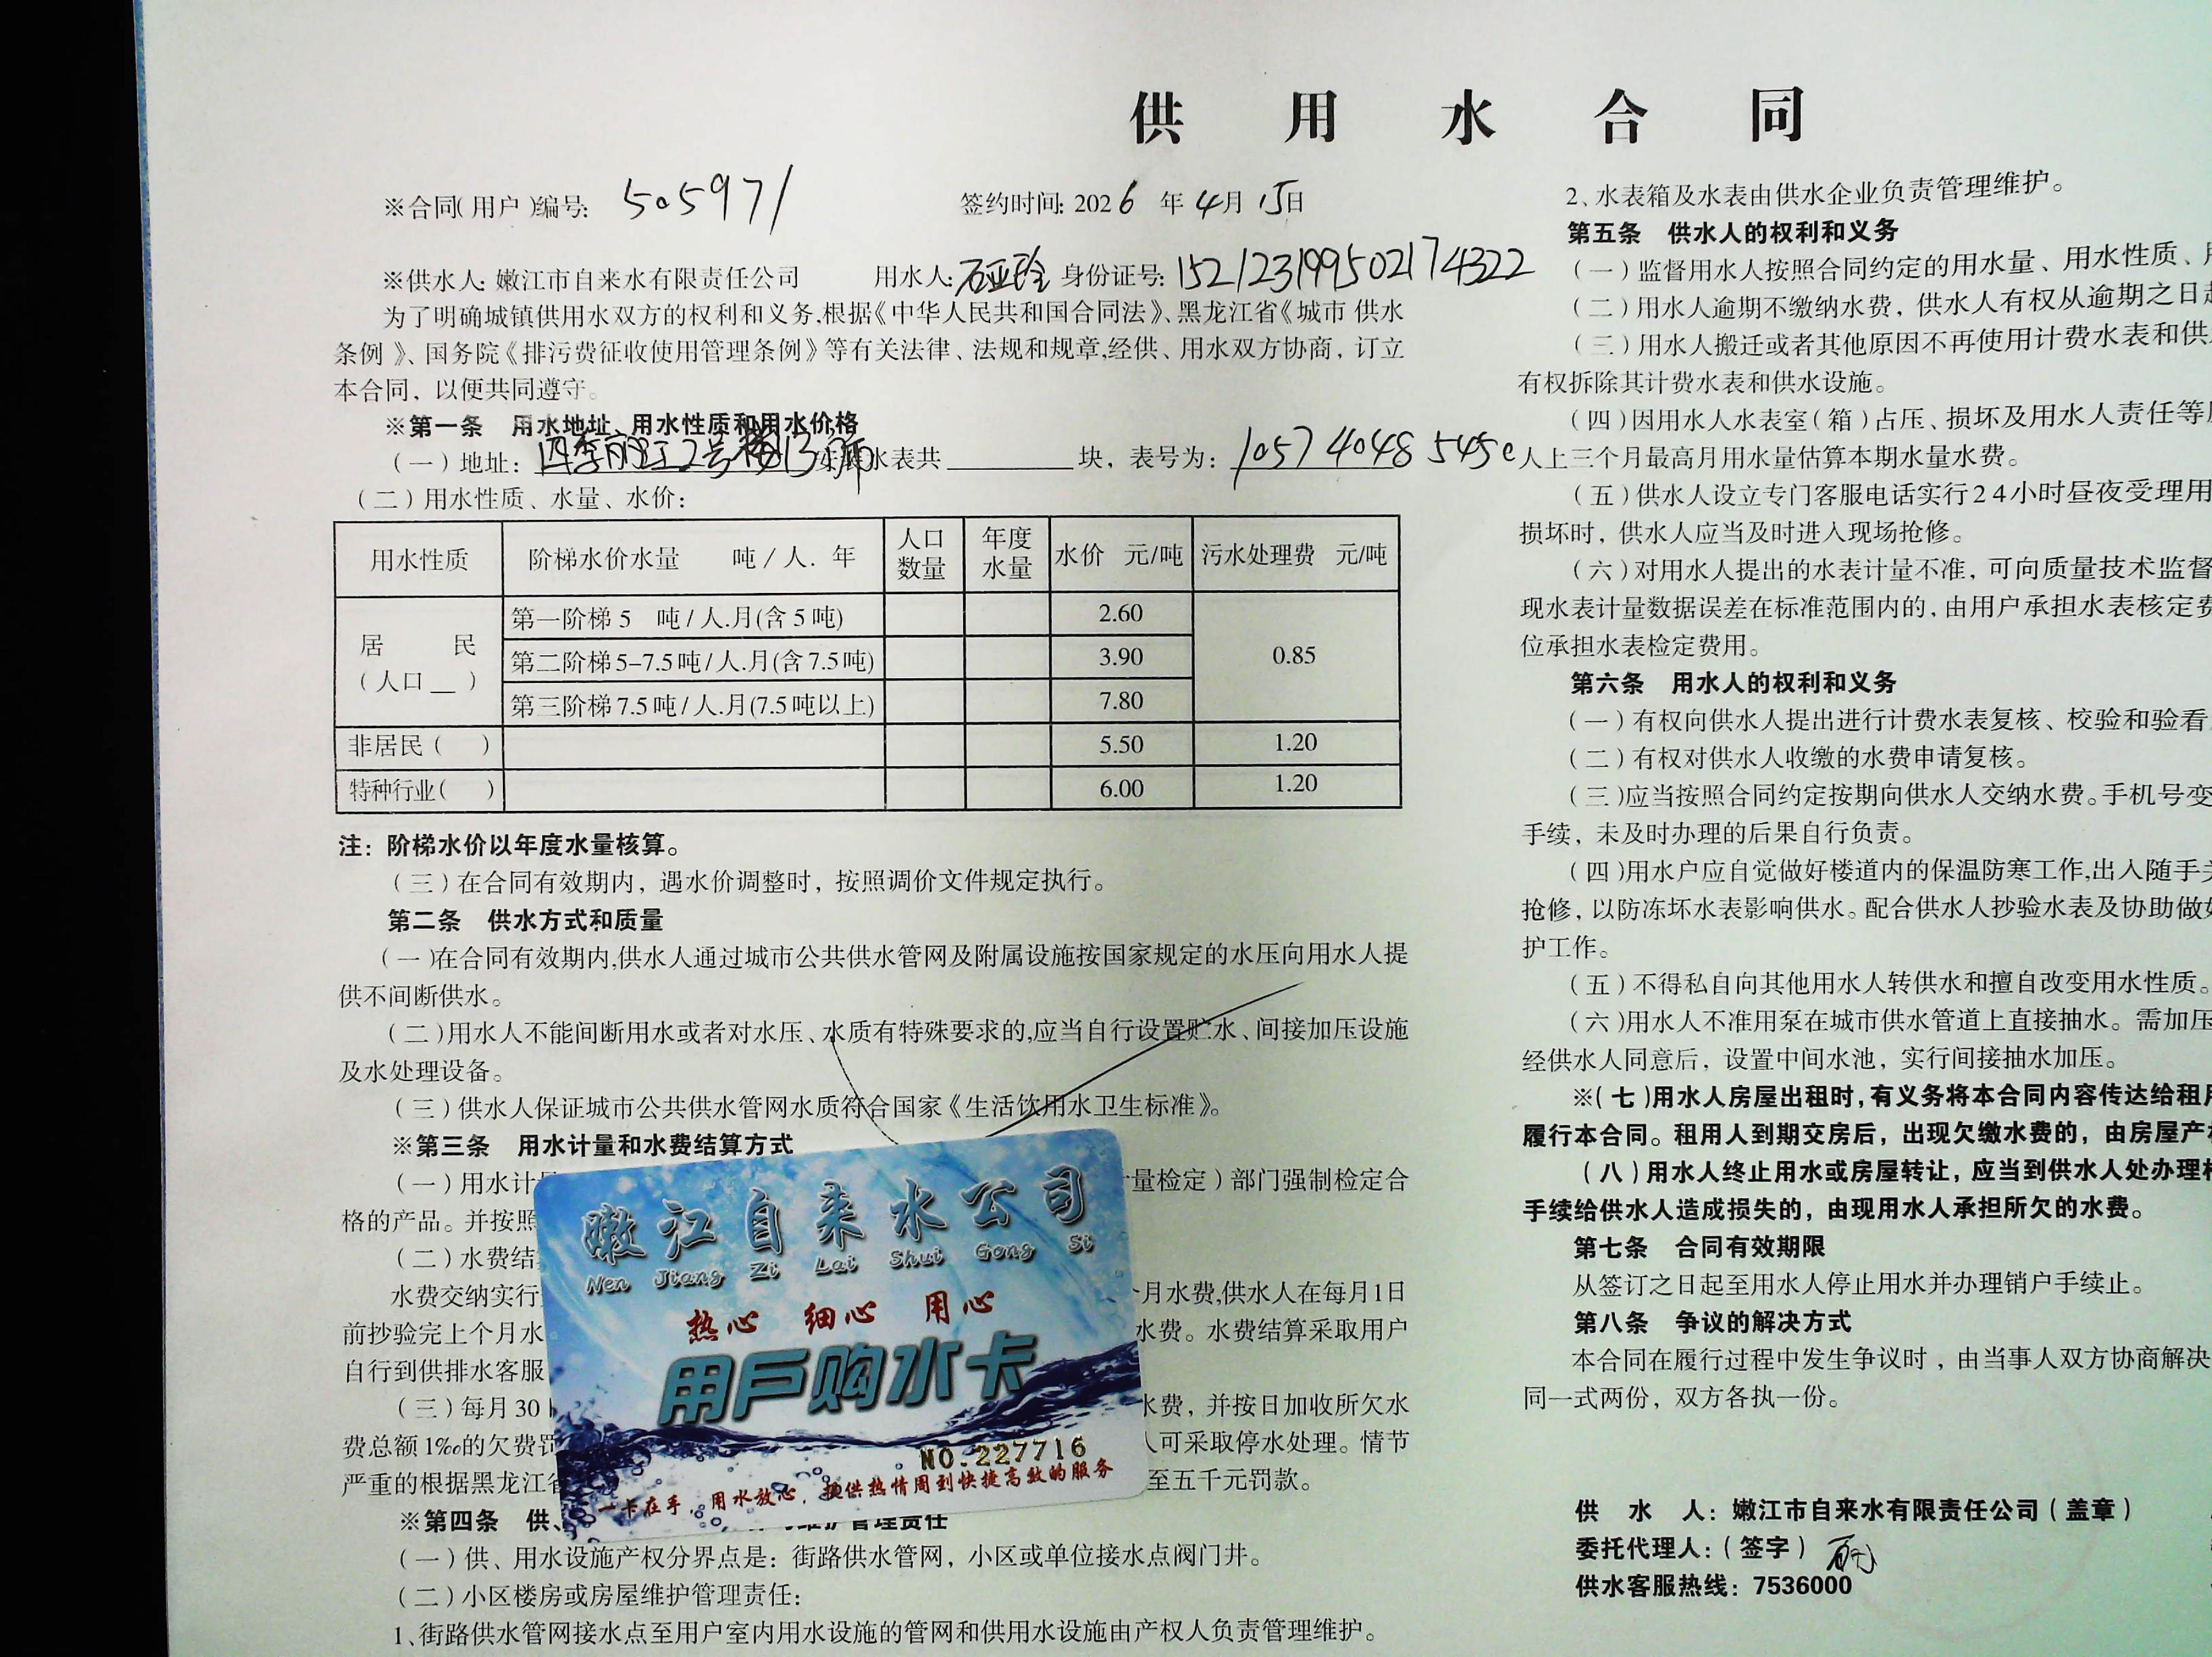 供用水合同
※合同(用户)编号: 505971 签约时间: 2026年4月15日
※供水人: 嫩江市自来水有限责任公司 用水人: 石亚玲 身份证号: 152123199502174322
为了明确城镇供用水双方的权利和义务,根据《中华人民共和国合同法》、黑龙江省《城市供水
条例》、国务院《排污费征收使用管理条例》等有关法律、法规和规章,经供、用水双方协商，订立
本合同，以便共同遵守。
※第一条 用水地址、用水性质和用水价格
(一)地址: 四季丽江2号楼 水表共 块，表号为: 10574048545
(二)用水性质、水量、水价:
用水性质 阶梯水价水量 吨/人.年 人口数量 年度水量 水价 元/吨 污水处理费 元/吨
居民(人口 ) 第一阶梯5 吨/人.月(含5吨) 2.60 0.85
第二阶梯5-7.5吨/人.月(含7.5吨) 3.90
第三阶梯7.5吨/人.月(7.5吨以上) 7.80
非居民( ) 5.50 1.20
特种行业( ) 6.00 1.20
注: 阶梯水价以年度水量核算。
(三)在合同有效期内，遇水价调整时，按照调价文件规定执行。
第二条 供水方式和质量
(一)在合同有效期内,供水人通过城市公共供水管网及附属设施按国家规定的水压向用水人提
供不间断供水。
(二)用水人不能间断用水或者对水压、水质有特殊要求的,应当自行设置贮水、间接加压设施
及水处理设备。
(三)供水人保证城市公共供水管网水质符合国家《生活饮用水卫生标准》。
※第三条 用水计量和水费结算方式
(一)用水计 量检定)部门强制检定合
格的产品。并按照
(二)水费结
水费交纳实行 个月水费,供水人在每月1日
前抄验完上个月水 水费。水费结算采取用户
自行到供排水客服
(三)每月30 水费，并按日加收所欠水
费总额1‰的欠费罚 人可采取停水处理。情节
严重的根据黑龙江省 至五千元罚款。
※第四条 供、 维护管理责任
(一)供、用水设施产权分界点是: 街路供水管网，小区或单位接水点阀门井。
(二)小区楼房或房屋维护管理责任:
1、街路供水管网接水点至用户室内用水设施的管网和供用水设施由产权人负责管理维护。
嫩江自来水公司
Nen Jiang Zi Lai Shui Gong Si
热心 细心 用心
用户购水卡
NO.227716
一卡在手，用水放心，提供热情周到快捷高效的服务
2、水表箱及水表由供水企业负责管理维护。
第五条 供水人的权利和义务
(一)监督用水人按照合同约定的用水量、用水性质、
(二)用水人逾期不缴纳水费，供水人有权从逾期之日
(三)用水人搬迁或者其他原因不再使用计费水表和供
有权拆除其计费水表和供水设施。
(四)因用水人水表室(箱)占压、损坏及用水人责任等
人上三个月最高月用水量估算本期水量水费。
(五)供水人设立专门客服电话实行24小时昼夜受理用
损坏时，供水人应当及时进入现场抢修。
(六)对用水人提出的水表计量不准，可向质量技术监督
现水表计量数据误差在标准范围内的，由用户承担水表核定费
位承担水表检定费用。
第六条 用水人的权利和义务
(一)有权向供水人提出进行计费水表复核、校验和验看
(二)有权对供水人收缴的水费申请复核。
(三)应当按照合同约定按期向供水人交纳水费。手机号变
手续，未及时办理的后果自行负责。
(四)用水户应自觉做好楼道内的保温防寒工作,出入随手
抢修，以防冻坏水表影响供水。配合供水人抄验水表及协助做
护工作。
(五)不得私自向其他用水人转供水和擅自改变用水性质。
(六)用水人不准用泵在城市供水管道上直接抽水。需加压
经供水人同意后，设置中间水池，实行间接抽水加压。
※(七)用水人房屋出租时,有义务将本合同内容传达给租
履行本合同。租用人到期交房后，出现欠缴水费的，由房屋产
(八)用水人终止用水或房屋转让，应当到供水人处办理
手续给供水人造成损失的，由现用水人承担所欠的水费。
第七条 合同有效期限
从签订之日起至用水人停止用水并办理销户手续止。
第八条 争议的解决方式
本合同在履行过程中发生争议时，由当事人双方协商解决
同一式两份，双方各执一份。
供水人: 嫩江市自来水有限责任公司(盖章)
委托代理人:(签字)
供水客服热线: 7536000